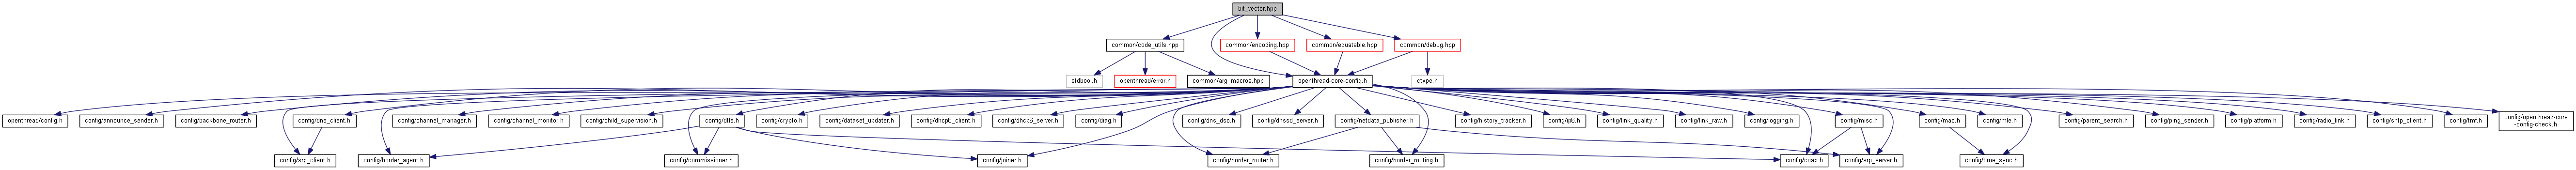 bit_vector.hpp
common/code_utils.hpp
common/encoding.hpp
common/equatable.hpp
common/debug.hpp
stdbool.h
openthread/error.h
common/arg_macros.hpp
openthread-core-config.h
ctype.h
openthread/config.h
config/announce_sender.h
config/backbone_router.h
config/dns_client.h
config/channel_manager.h
config/channel_monitor.h
config/child_supervision.h
config/dtls.h
config/crypto.h
config/dataset_updater.h
config/dhcp6_client.h
config/dhcp6_server.h
config/diag.h
config/dns_dso.h
config/dnssd_server.h
config/netdata_publisher.h
config/history_tracker.h
config/ip6.h
config/link_quality.h
config/link_raw.h
config/logging.h
config/misc.h
config/mac.h
config/mle.h
config/parent_search.h
config/ping_sender.h
config/platform.h
config/radio_link.h
config/sntp_client.h
config/tmf.h
config/openthread-core
-config-check.h
config/srp_client.h
config/border_agent.h
config/commissioner.h
config/joiner.h
config/border_router.h
config/border_routing.h
config/coap.h
config/srp_server.h
config/time_sync.h